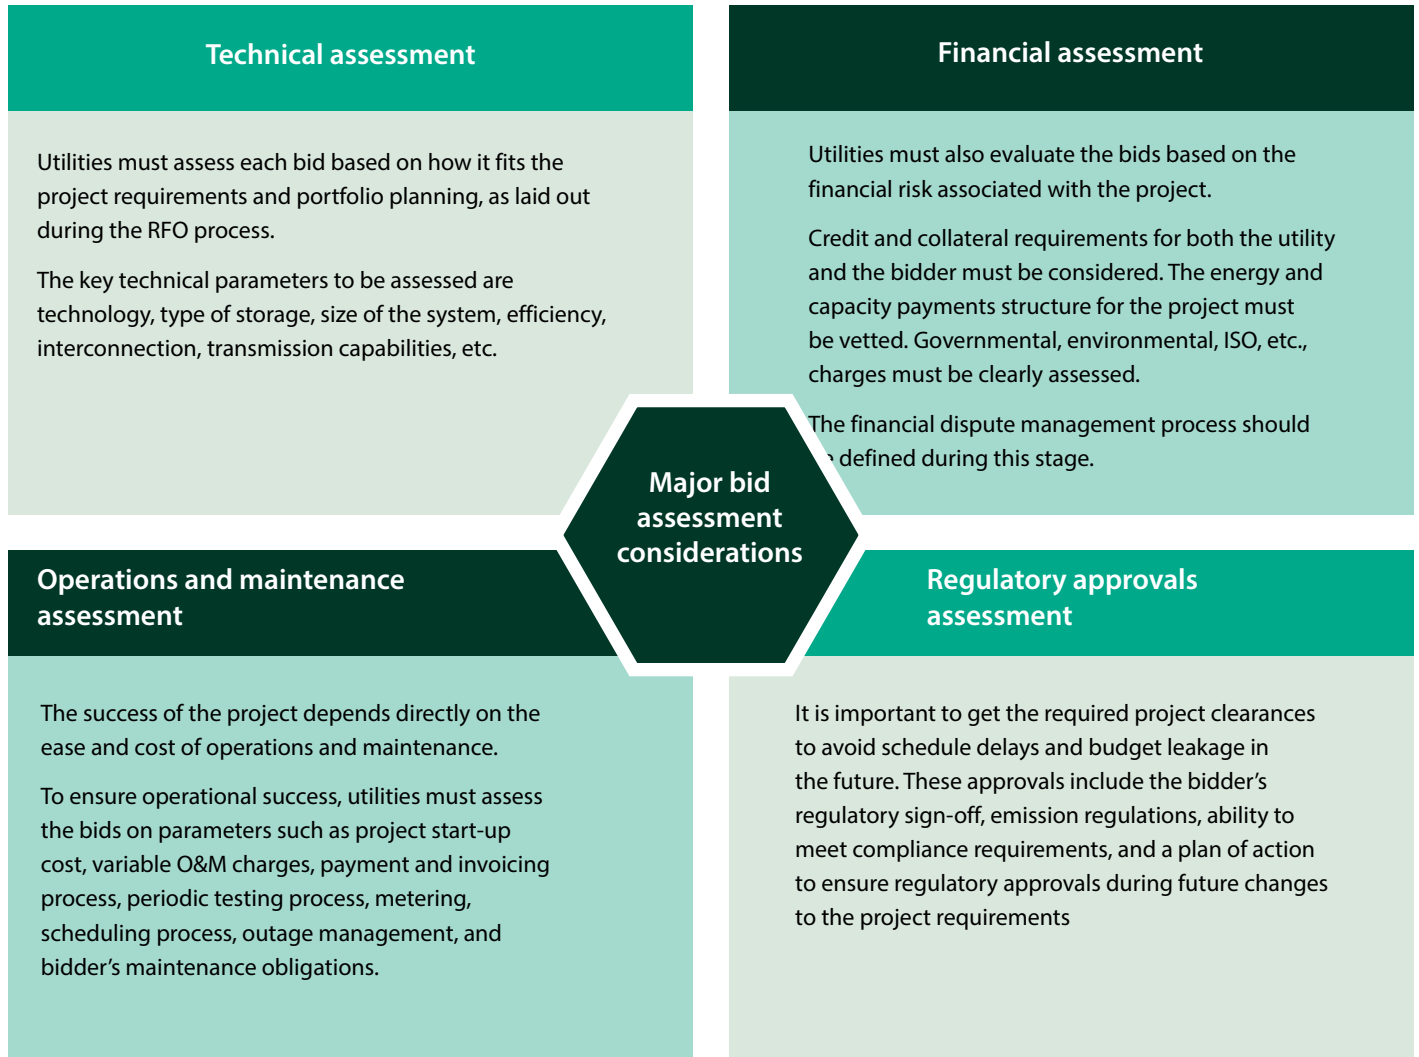 Technical assessment
Utilities must assess each bid based on how it fits the
project requirements and portfolio planning, as laid out
during the RFO process.
The key technical parameters to be assessed are
technology, type of storage, size of the system, efficiency,
interconnection, transmission capabilities, etc.
Financial assessment
Utilities must also evaluate the bids based on the
financial risk associated with the project.
Credit and collateral requirements for both the utility
and the bidder must be considered. The energy and
capacity payments structure for the project must
be vetted. Governmental, environmental, ISO, etc.,
charges must be clearly assessed.
The financial dispute management process should
defined during this stage.
Major bid
assessment
considerations
Operations and maintenance
assessment
The success of the project depends directly on the
ease and cost of operations and maintenance.
To ensure operational success, utilities must assess
the bids on parameters such as project start-up
cost, variable O&M charges, payment and invoicing
process, periodic testing process, metering,
scheduling process, outage management, and
bidder’s maintenance obligations.
Regulatory approvals
assessment
It is important to get the required project clearances
to avoid schedule delays and budget leakage in
the future. These approvals include the bidder’s
regulatory sign-off, emission regulations, ability to
meet compliance requirements, and a plan of action
to ensure regulatory approvals during future changes
to the project requirements